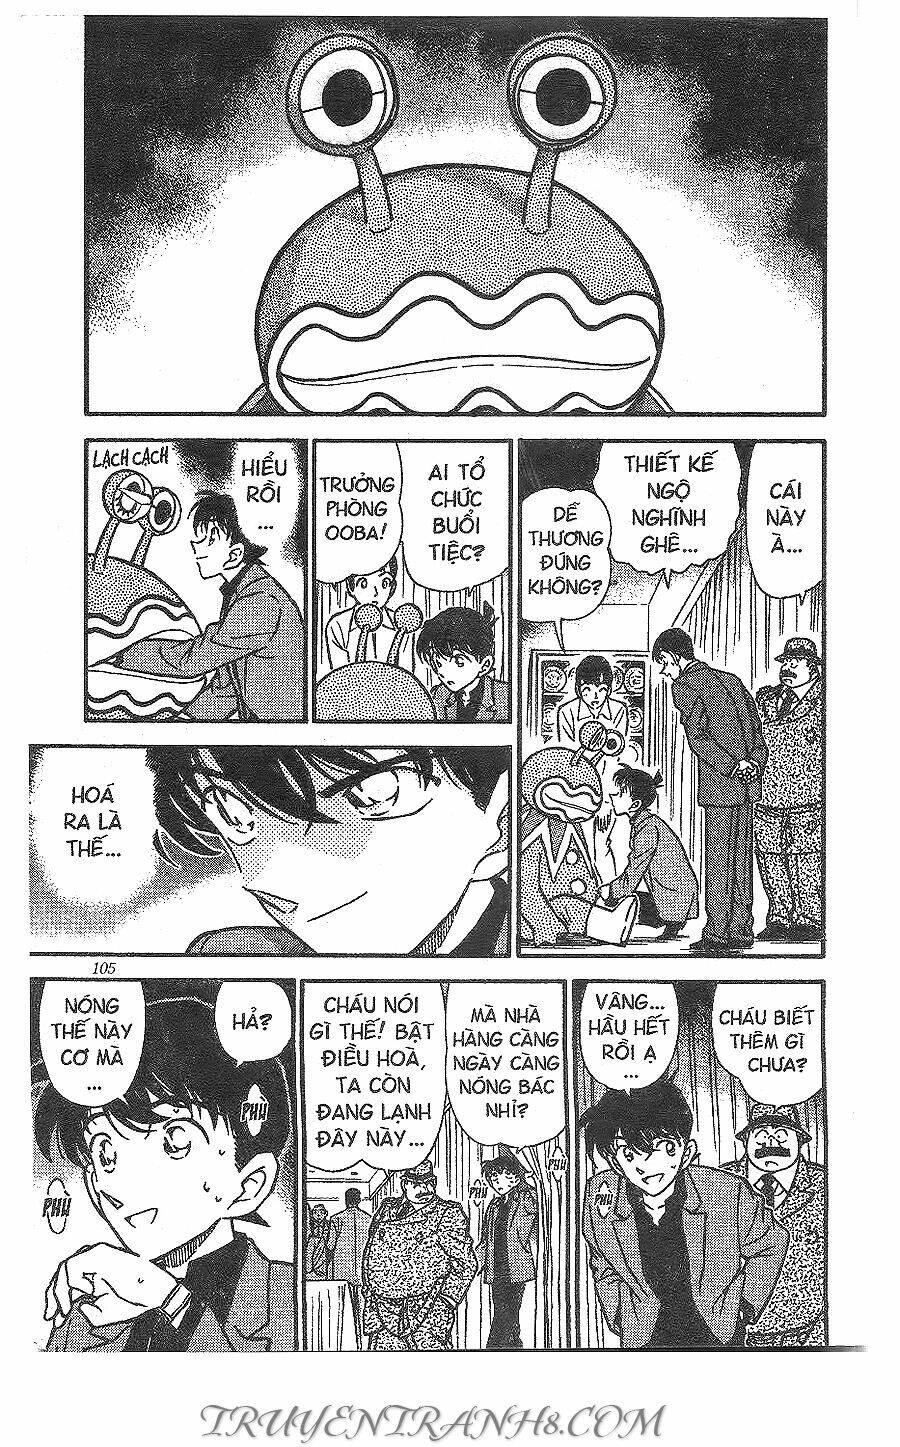 CÁI
NÀY
À...
THIẾT KẾ
NGỘ
NGHĨNH
GHÊ...
DỄ
THƯƠNG
ĐÚNG
KHÔNG?
AI TỔ
CHỨC
BUỔI
TIỆC?
TRƯỞNG
PHÒNG
OOBA!
HIỂU
RỒI
...
LẠCH CẠCH
HOÁ
RA LÀ
THẾ...
105
CHÁU BIẾT
THÊM GÌ
CHƯA?
VÂNG...
HẦU HẾT
RỒI Ạ
...
PHÙ
MÀ NHÀ
HÀNG CÀNG
NGÀY CÀNG
NÓNG BÁC
NHỈ?
PHÙ
PHÙ
CHÁU NÓI
GÌ THẾ! BẬT
ĐIỀU HOÀ,
TA CÒN
ĐANG LẠNH
ĐÂY NÀY...
HẢ?
NÓNG
THẾ NÀY
CƠ MÀ
...
PHÙ
PHÙ
TRUYENTRANH8.COM